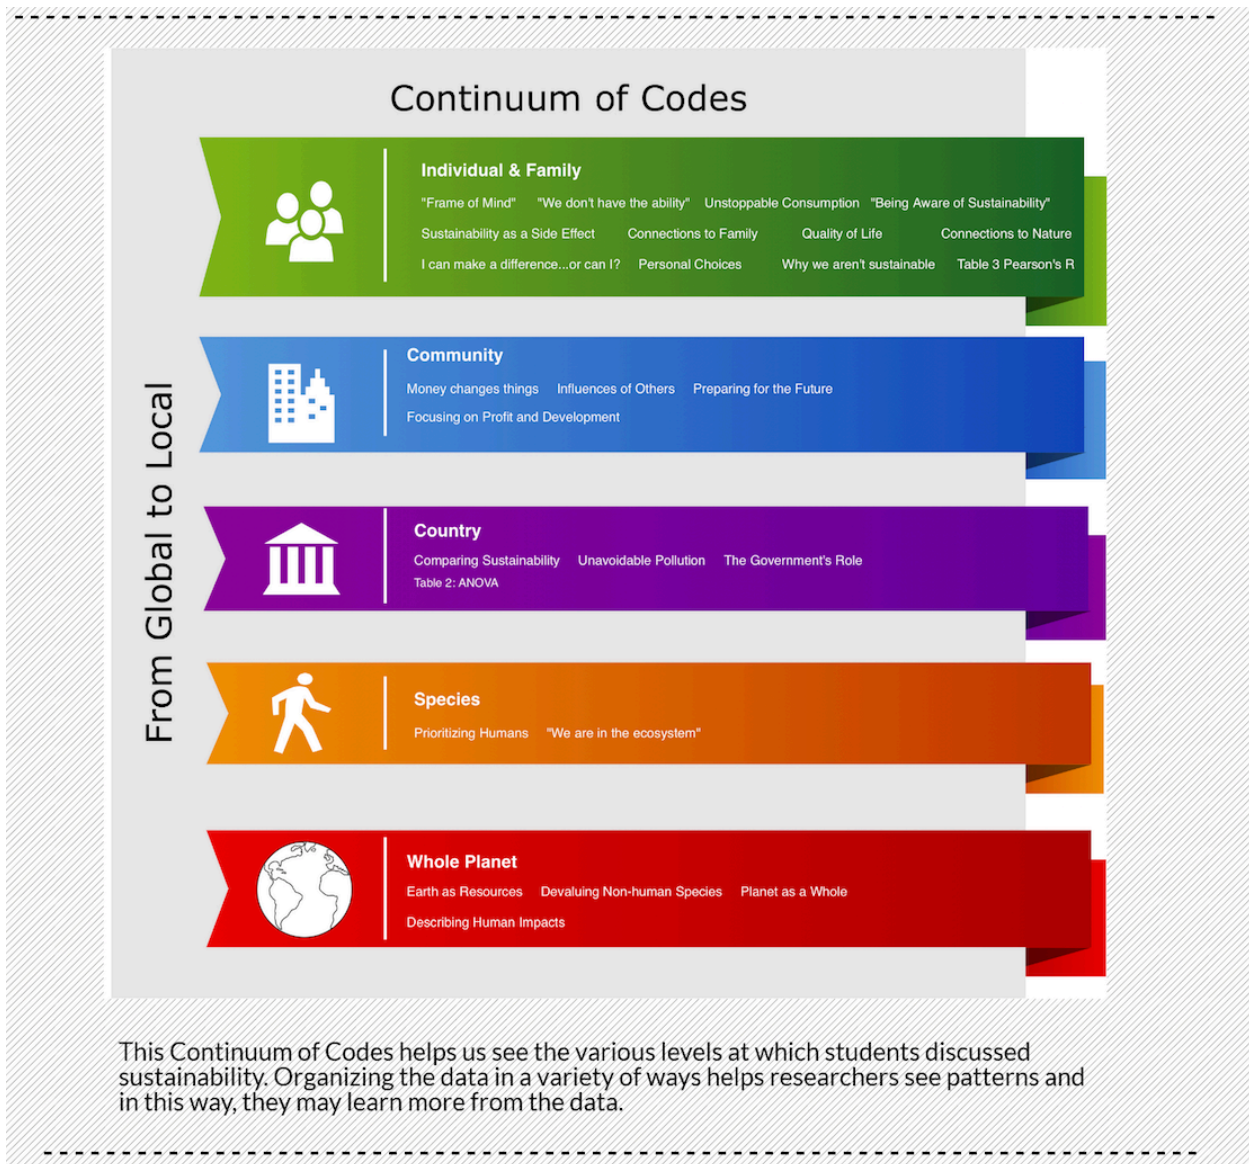 Continuum of Codes
From Global to Local
Individual & Family
"Frame of Mind" "We don't have the ability" Unstoppable Consumption "Being Aware of Sustainability"
Sustainability as a Side Effect Connections to Family Quality of Life Connections to Nature
I can make a difference...or can I? Personal Choices Why we aren't sustainable Table 3 Pearson's R
Community
Money changes things Influences of Others Preparing for the Future
Focusing on Profit and Development
Country
Comparing Sustainability Unavoidable Pollution The Government's Role
Table 2: ANOVA
Species
Prioritizing Humans "We are in the ecosystem"
Whole Planet
Earth as Resources Devaluing Non-human Species Planet as a Whole
Describing Human Impacts
This Continuum of Codes helps us see the various levels at which students discussed
sustainability. Organizing the data in a variety of ways helps researchers see patterns and
in this way, they may learn more from the data.